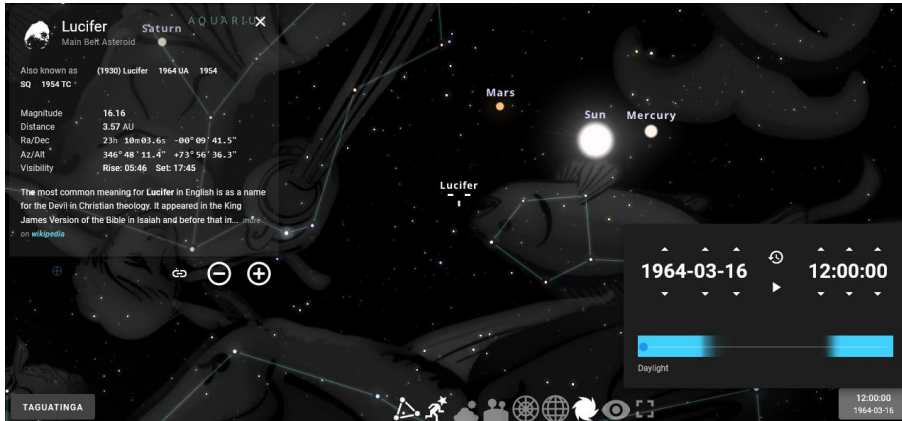 AQUARIU
Lucifer
Saturn
Main Belt Asteroid
Also known as (1930) Lucifer 1964 UA 1954
SQ 1954 TC
Magnitude 16.16
Distance 3.57 AU
Ra/Dec 23h 10m03.6s -00°09'41.5"
Az/Alt 346°48'11.4" +73°56'36.3"
Visibility Rise: 05:46 Set: 17:45
The most common meaning for Lucifer in English is as a name
for the Devil in Christian theology. It appeared in the King
James Version of the Bible in Isaiah and before that in... more
on wikipedia
Mars
Sun Mercury
Lucifer
1964-03-16 12:00:00
Daylight
TAGUATINGA
12:00:00
1964-03-16